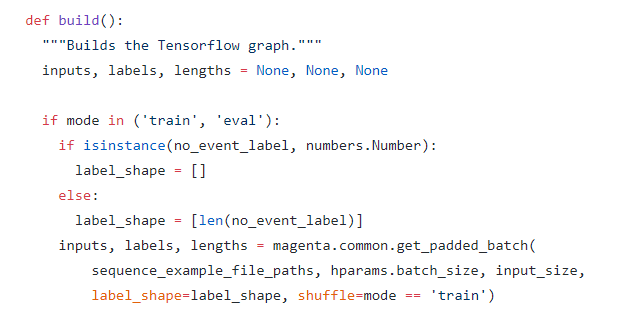 def build():
  """Builds the Tensorflow graph."""
  inputs, labels, lengths = None, None, None

  if mode in ('train', 'eval'):
    if isinstance(no_event_label, numbers.Number):
      label_shape = []
    else:
      label_shape = [len(no_event_label)]
    inputs, labels, lengths = magenta.common.get_padded_batch(
        sequence_example_file_paths, hparams.batch_size, input_size,
        label_shape=label_shape, shuffle=mode == 'train')